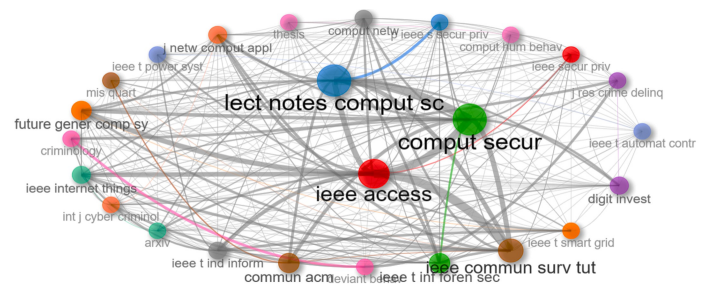 thesis
comput netw
p ieee s secur priv
j netw comput appl
comput hum behav
ieee t power syst
ieee secur priv
mis quart
j res crime delinq
lect notes comput sc
future gener comp sy
comput secur
criminology
ieee t automat contr
ieee internet things
ieee access
digit invest
int j cyber criminol
arxiv
ieee t smart grid
ieee t ind inform
commun acm
deviant behav
ieee t inf foren sec
ieee commun surv tut